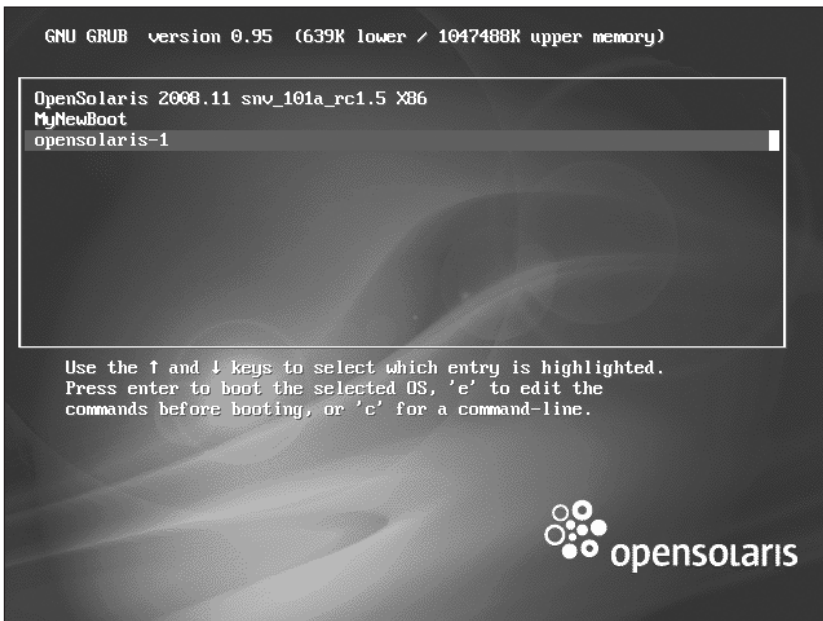 GNU GRUB version 0.95 (639K lower / 1047488K upper memory)
OpenSolaris 2008.11 snv_101a_rc1.5 X86
MyNewBoot
opensolaris-1
Use the ↑ and ↓ keys to select which entry is highlighted.
Press enter to boot the selected OS, 'e' to edit the
commands before booting, or 'c' for a command-line.
opensolaris